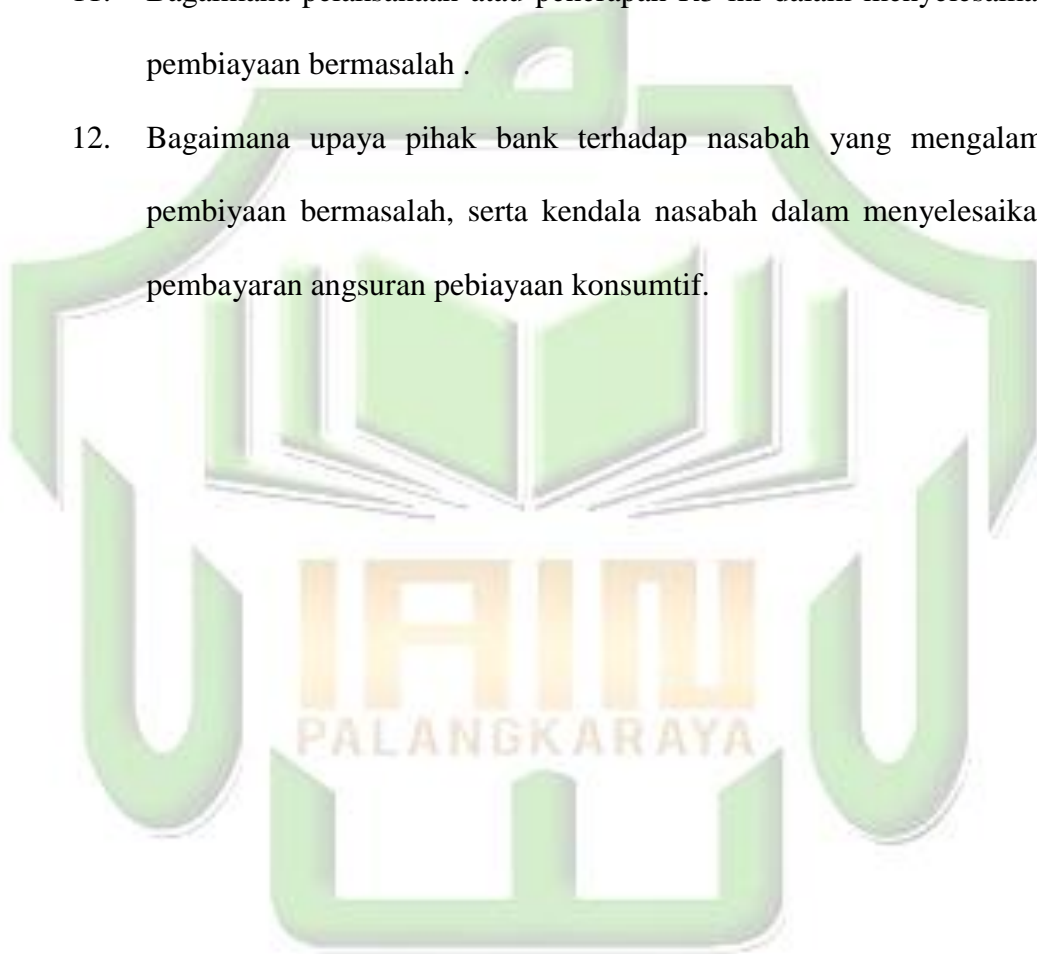 pembiayaan bermasalah .
12. Bagaimana upaya pihak bank terhadap nasabah yang mengalam
pembiyaan bermasalah, serta kendala nasabah dalam menyelesaika
pembayaran angsuran pebiayaan konsumtif.
IAIN
PALANGKARAYA